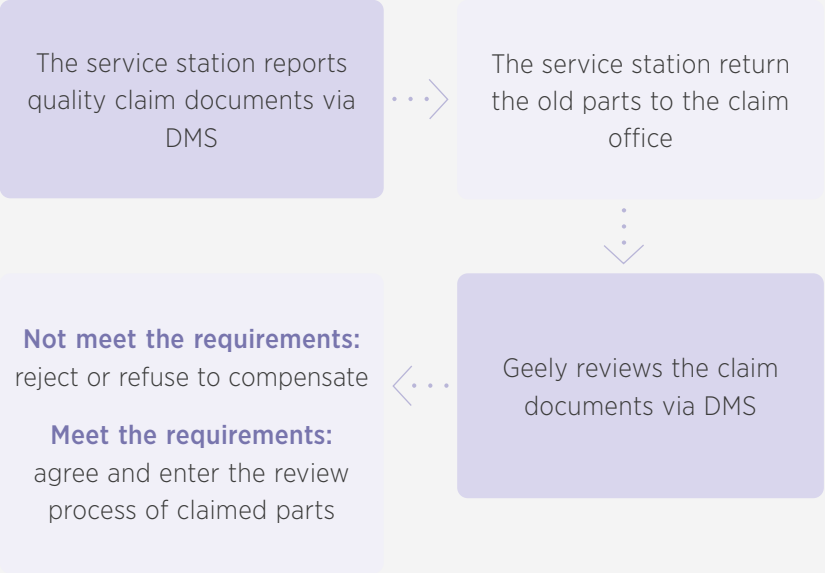 The service station reports
quality claim documents via
DMS
The service station return
the old parts to the claim
office
Geely reviews the claim
documents via DMS
Not meet the requirements:
reject or refuse to compensate
Meet the requirements:
agree and enter the review
process of claimed parts